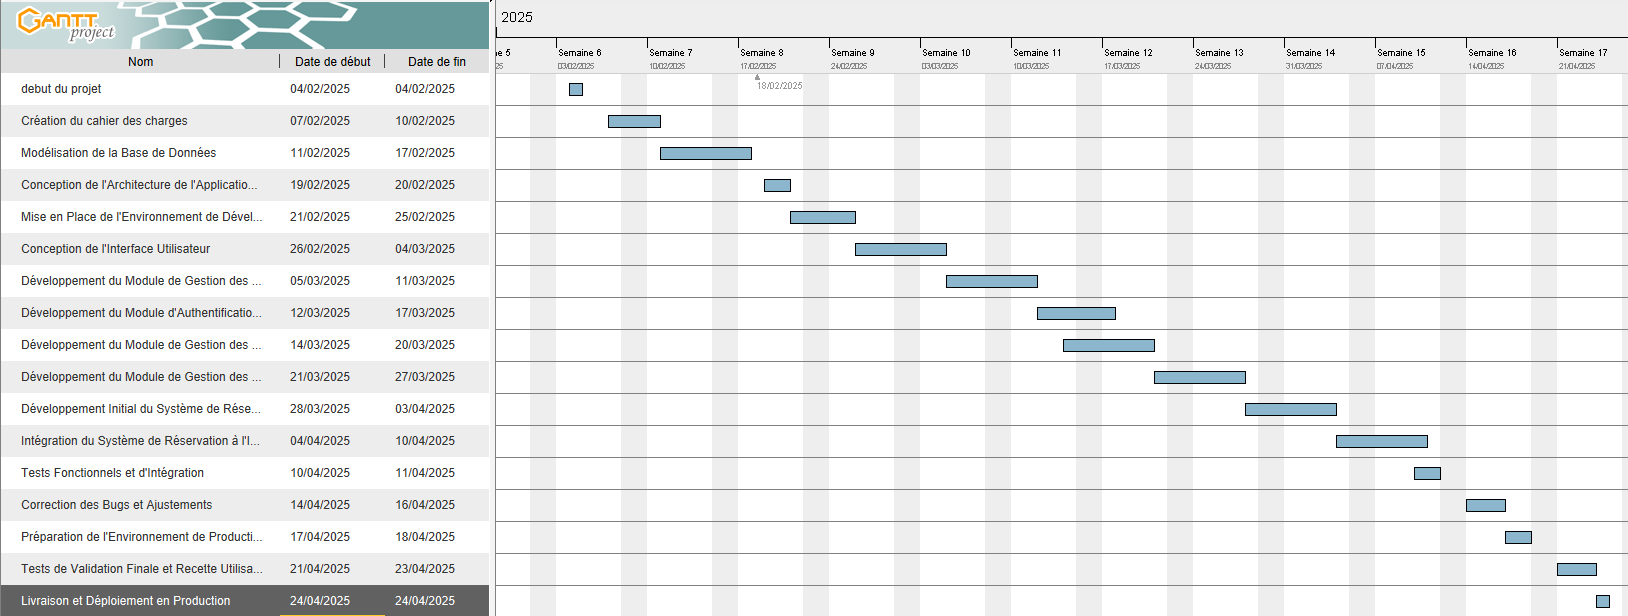 GANTT
project
2025
Nom Date de début Date de fin
e 5 Semaine 6 Semaine 7 Semaine 8 Semaine 9 Semaine 10 Semaine 11 Semaine 12 Semaine 13 Semaine 14 Semaine 15 Semaine 16 Semaine 17
25 03/02/2025 10/02/2025 17/02/2025 24/02/2025 03/03/2025 10/03/2025 17/03/2025 24/03/2025 31/03/2025 07/04/2025 14/04/2025 21/04/2025
18/02/2025
debut du projet 04/02/2025 04/02/2025
Création du cahier des charges 07/02/2025 10/02/2025
Modélisation de la Base de Données 11/02/2025 17/02/2025
Conception de l'Architecture de l'Applicatio... 19/02/2025 20/02/2025
Mise en Place de l'Environnement de Dével... 21/02/2025 25/02/2025
Conception de l'Interface Utilisateur 26/02/2025 04/03/2025
Développement du Module de Gestion des ... 05/03/2025 11/03/2025
Développement du Module d'Authentificatio... 12/03/2025 17/03/2025
Développement du Module de Gestion des ... 14/03/2025 20/03/2025
Développement du Module de Gestion des ... 21/03/2025 27/03/2025
Développement Initial du Système de Rése... 28/03/2025 03/04/2025
Intégration du Système de Réservation à l'I... 04/04/2025 10/04/2025
Tests Fonctionnels et d'Intégration 10/04/2025 11/04/2025
Correction des Bugs et Ajustements 14/04/2025 16/04/2025
Préparation de l'Environnement de Producti... 17/04/2025 18/04/2025
Tests de Validation Finale et Recette Utilisa... 21/04/2025 23/04/2025
Livraison et Déploiement en Production 24/04/2025 24/04/2025